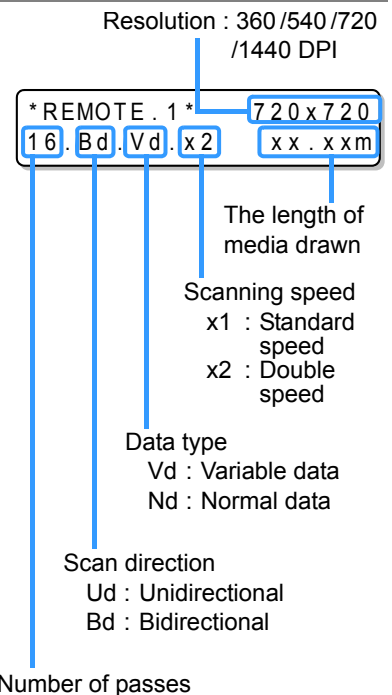 Resolution : 360 /540 /720
/1440 DPI
*REMOTE.1* 720x720
16.Bd.Vd.x2 xx.xxm
The length of
media drawn
Scanning speed
x1 : Standard
speed
x2 : Double
speed
Data type
Vd : Variable data
Nd : Normal data
Scan direction
Ud : Unidirectional
Bd : Bidirectional
Number of passes